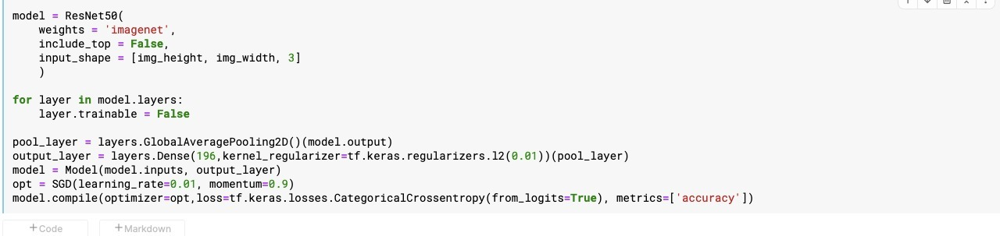 model = ResNet50(
    weights = 'imagenet',
    include_top = False,
    input_shape = [img_height, img_width, 3]
    )

for layer in model.layers:
    layer.trainable = False

pool_layer = layers.GlobalAveragePooling2D()(model.output)
output_layer = layers.Dense(196,kernel_regularizer=tf.keras.regularizers.l2(0.01))(pool_layer)
model = Model(model.inputs, output_layer)
opt = SGD(learning_rate=0.01, momentum=0.9)
model.compile(optimizer=opt,loss=tf.keras.losses.CategoricalCrossentropy(from_logits=True), metrics=['accuracy'])
+Code +Markdown